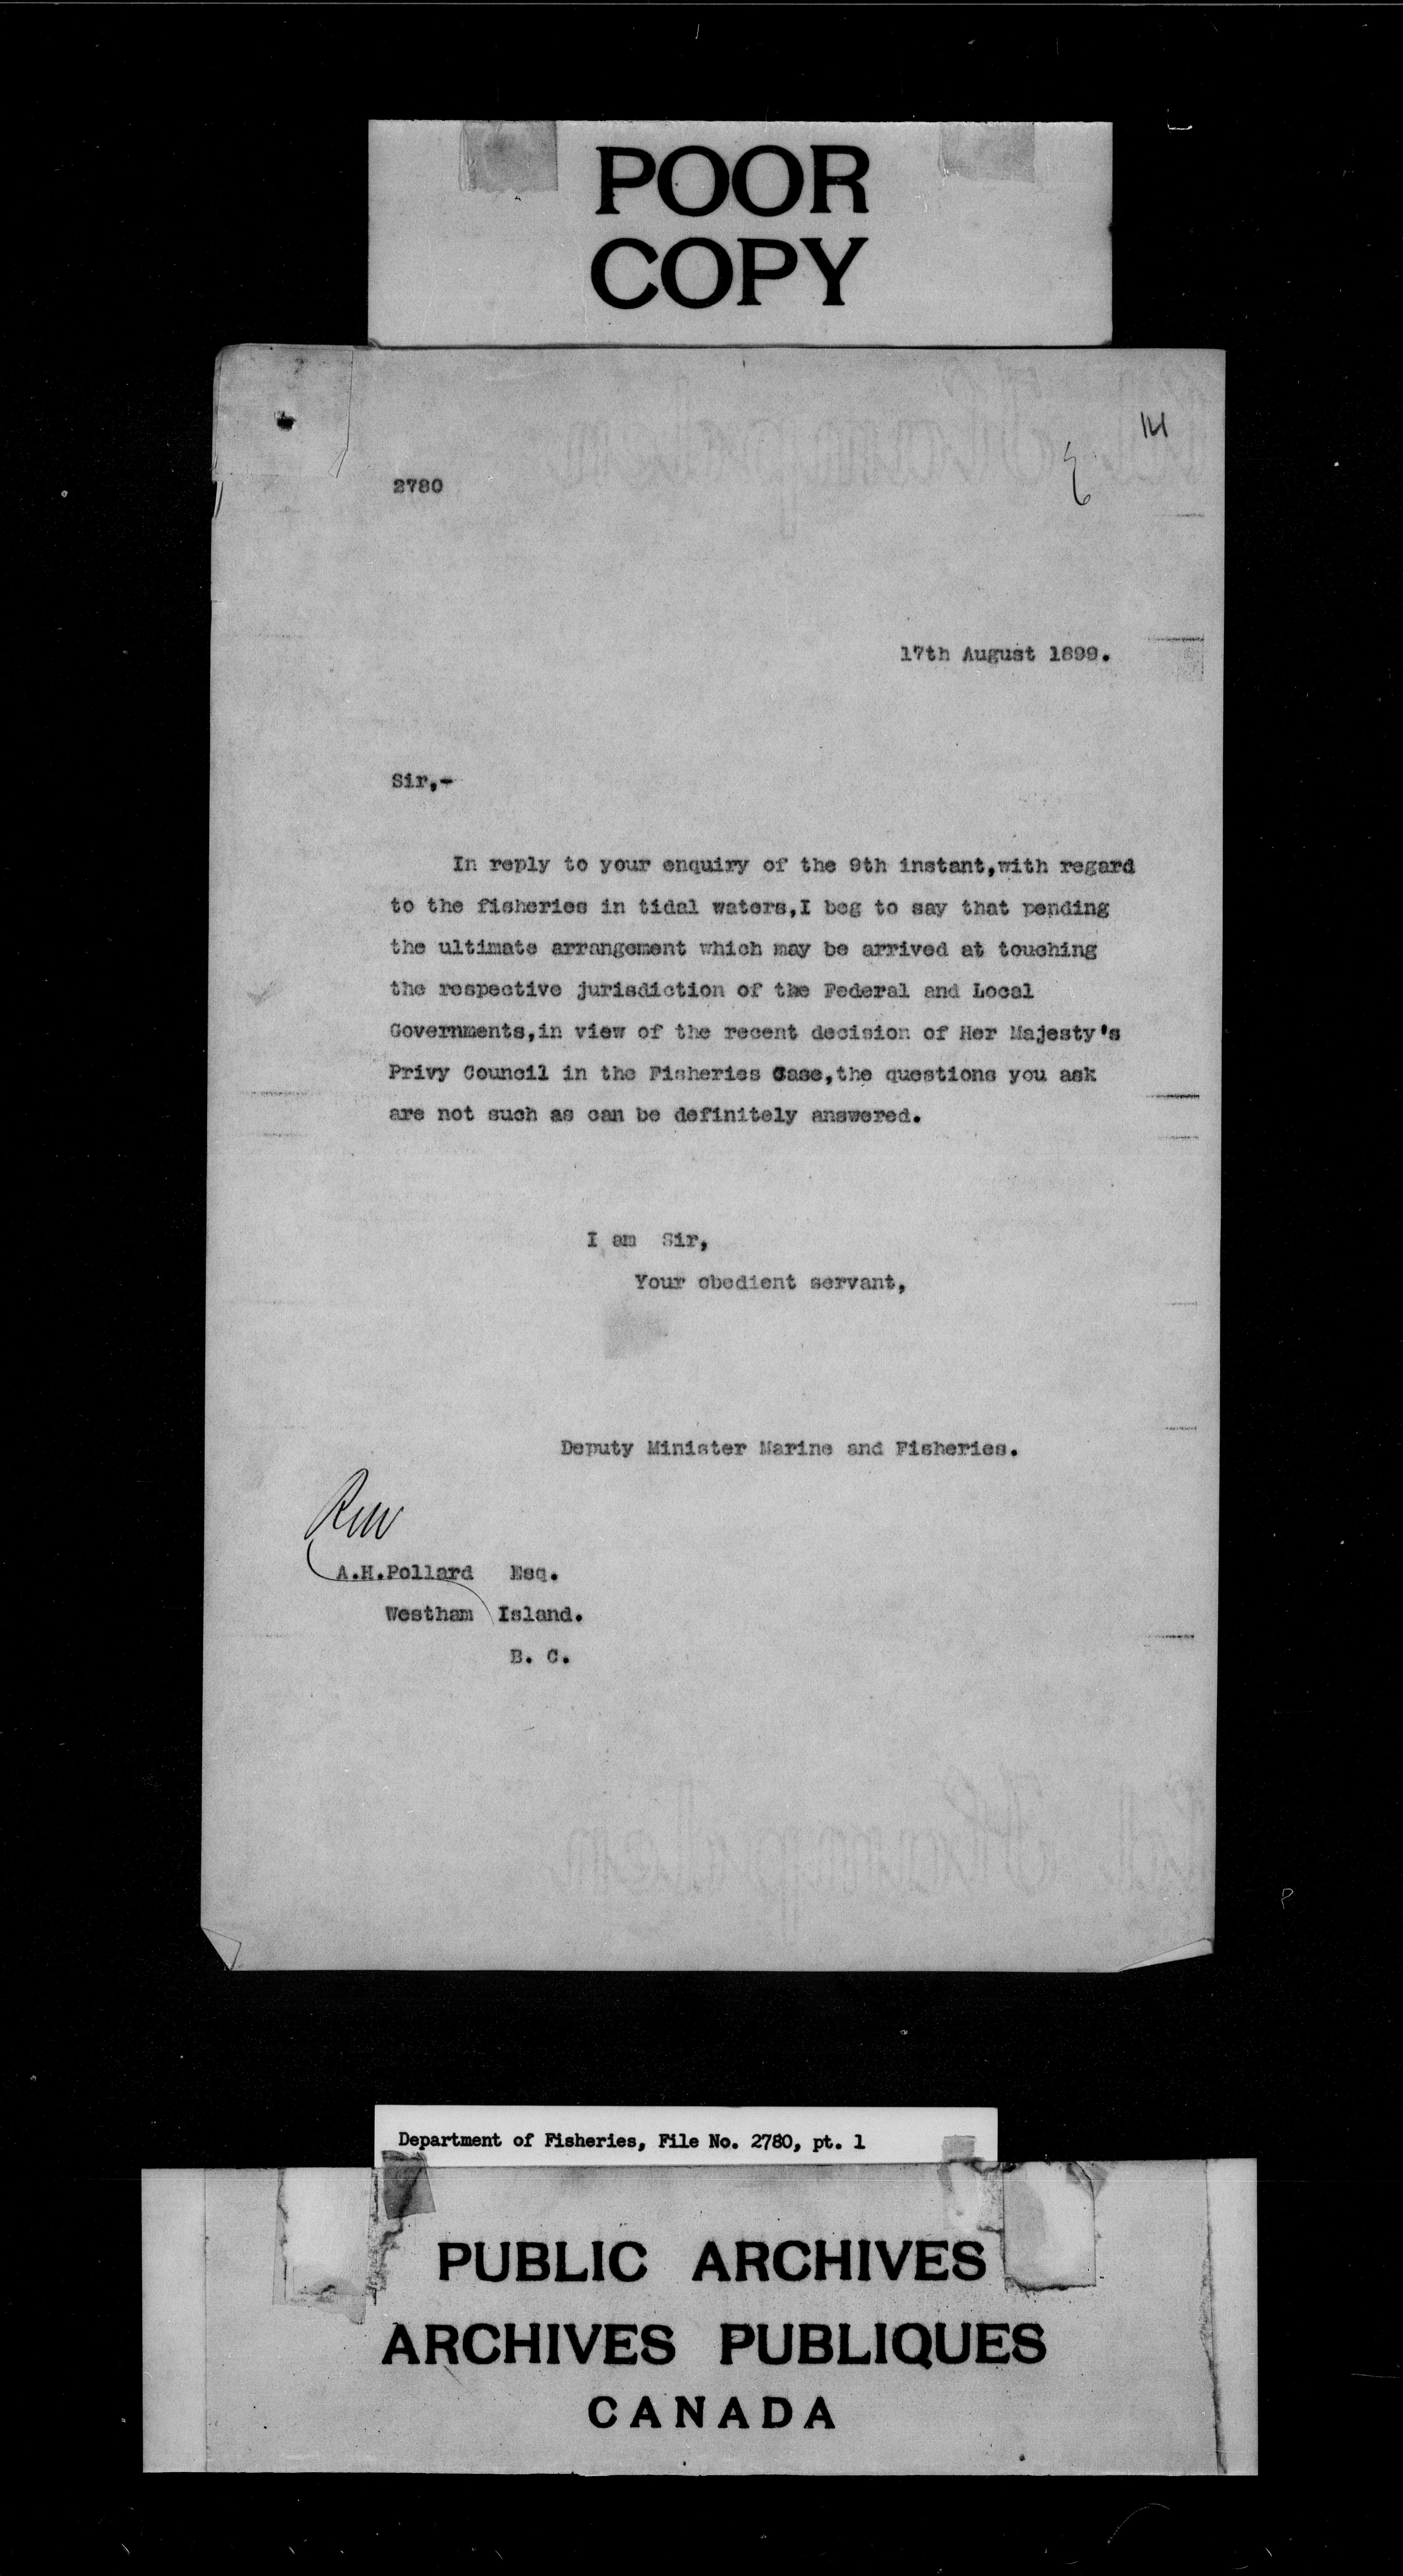 POOR
COPY
14
2780
17th August 1899.
Sir,-
In reply to your enquiry of the 9th instant,with regard
to the fisheries in tidal waters,I beg to say that pending
the ultimate arrangement which may be arrived at touching
the respective jurisdiction of the Federal and Local
Governments,in view of the recent decision of Her Majesty's
Privy Council in the Fisheries Case,the questions you ask
are not such as can be definitely answered.
I am Sir,
Your obedient servant,
Deputy Minister Marine and Fisheries.
A.H.Pollard Esq.
Westham Island.
B. C.
Department of Fisheries, File No. 2780, pt. 1
PUBLIC ARCHIVES
ARCHIVES PUBLIQUES
CANADA